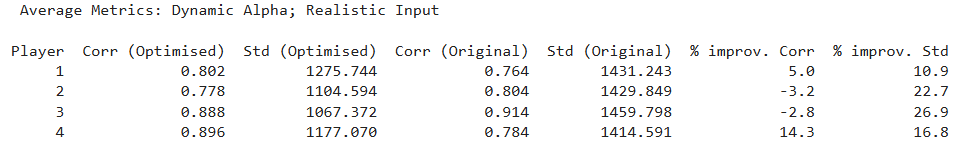 Average Metrics: Dynamic Alpha; Realistic Input
Player Corr (Optimised) Std (Optimised) Corr (Original) Std (Original) % improv. Corr % improv. Std
1 0.802 1275.744 0.764 1431.243 5.0 10.9
2 0.778 1104.594 0.804 1429.849 -3.2 22.7
3 0.888 1067.372 0.914 1459.798 -2.8 26.9
4 0.896 1177.070 0.784 1414.591 14.3 16.8